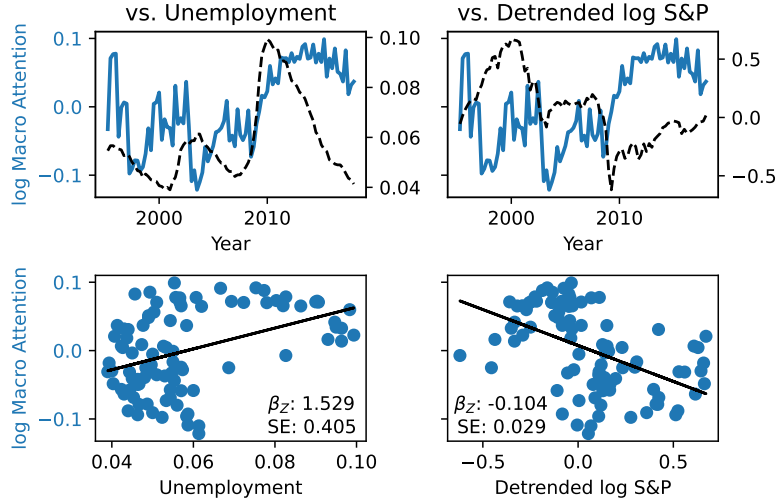 vs. Unemployment
vs. Detrended log S&P
log Macro Attention
0.1
0.0
−0.1
0.10
0.08
0.06
0.04
2000
2010
Year
0.5
0.0
−0.5
2000
2010
Year
log Macro Attention
0.1
0.0
−0.1
β_Z: 1.529
SE: 0.405
0.04
0.06
0.08
0.10
Unemployment
β_Z: -0.104
SE: 0.029
−0.5
0.0
0.5
Detrended log S&P